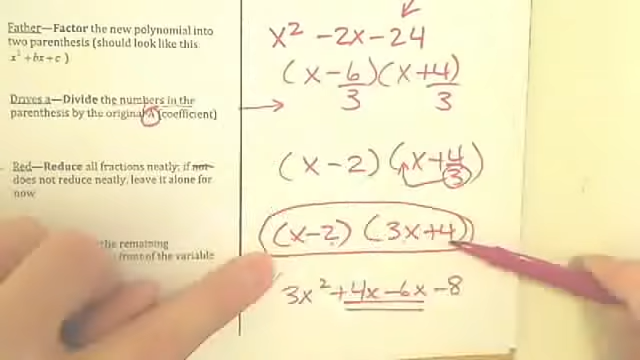 Father—Factor the new polynomial into
two parenthesis (should look like this
x² + bx + c)
Drives a—Divide the numbers in the
parenthesis by the original A (coefficient)
Red—Reduce all fractions neatly; if not
does not reduce neatly, leave it alone for
now
the remaining
front of the variable
x² -2x-24
(x-6/3)(x+4/3)
(x-2)(x+4/3)
(x-2)(3x+4)
3x²+4x-6x-8